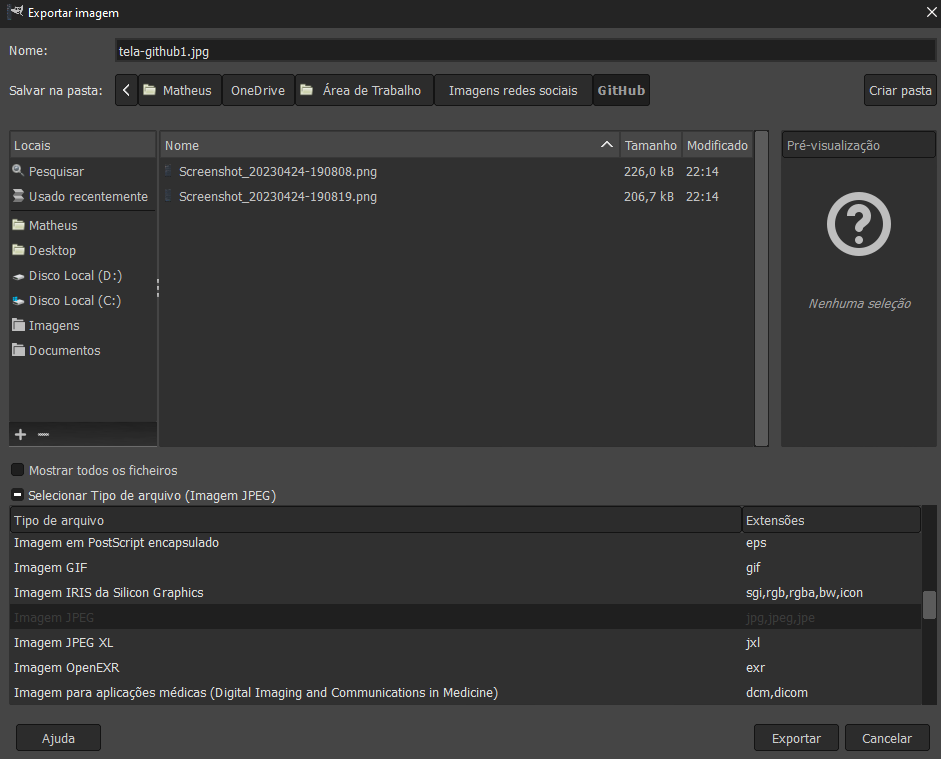 Exportar imagem
Nome: tela-github1.jpg
Salvar na pasta: Matheus OneDrive Área de Trabalho Imagens redes sociais GitHub Criar pasta
Locais
Pesquisar
Usado recentemente
Matheus
Desktop
Disco Local (D:)
Disco Local (C:)
Imagens
Documentos
Nome Tamanho Modificado
Screenshot_20230424-190808.png 226,0 kB 22:14
Screenshot_20230424-190819.png 206,7 kB 22:14
Pré-visualização
Nenhuma seleção
Mostrar todos os ficheiros
Selecionar Tipo de arquivo (Imagem JPEG)
Tipo de arquivo Extensões
Imagem em PostScript encapsulado eps
Imagem GIF gif
Imagem IRIS da Silicon Graphics sgi,rgb,rgba,bw,icon
Imagem JPEG jpg,jpeg,jpe
Imagem JPEG XL jxl
Imagem OpenEXR exr
Imagem para aplicações médicas (Digital Imaging and Communications in Medicine) dcm,dicom
Ajuda Exportar Cancelar